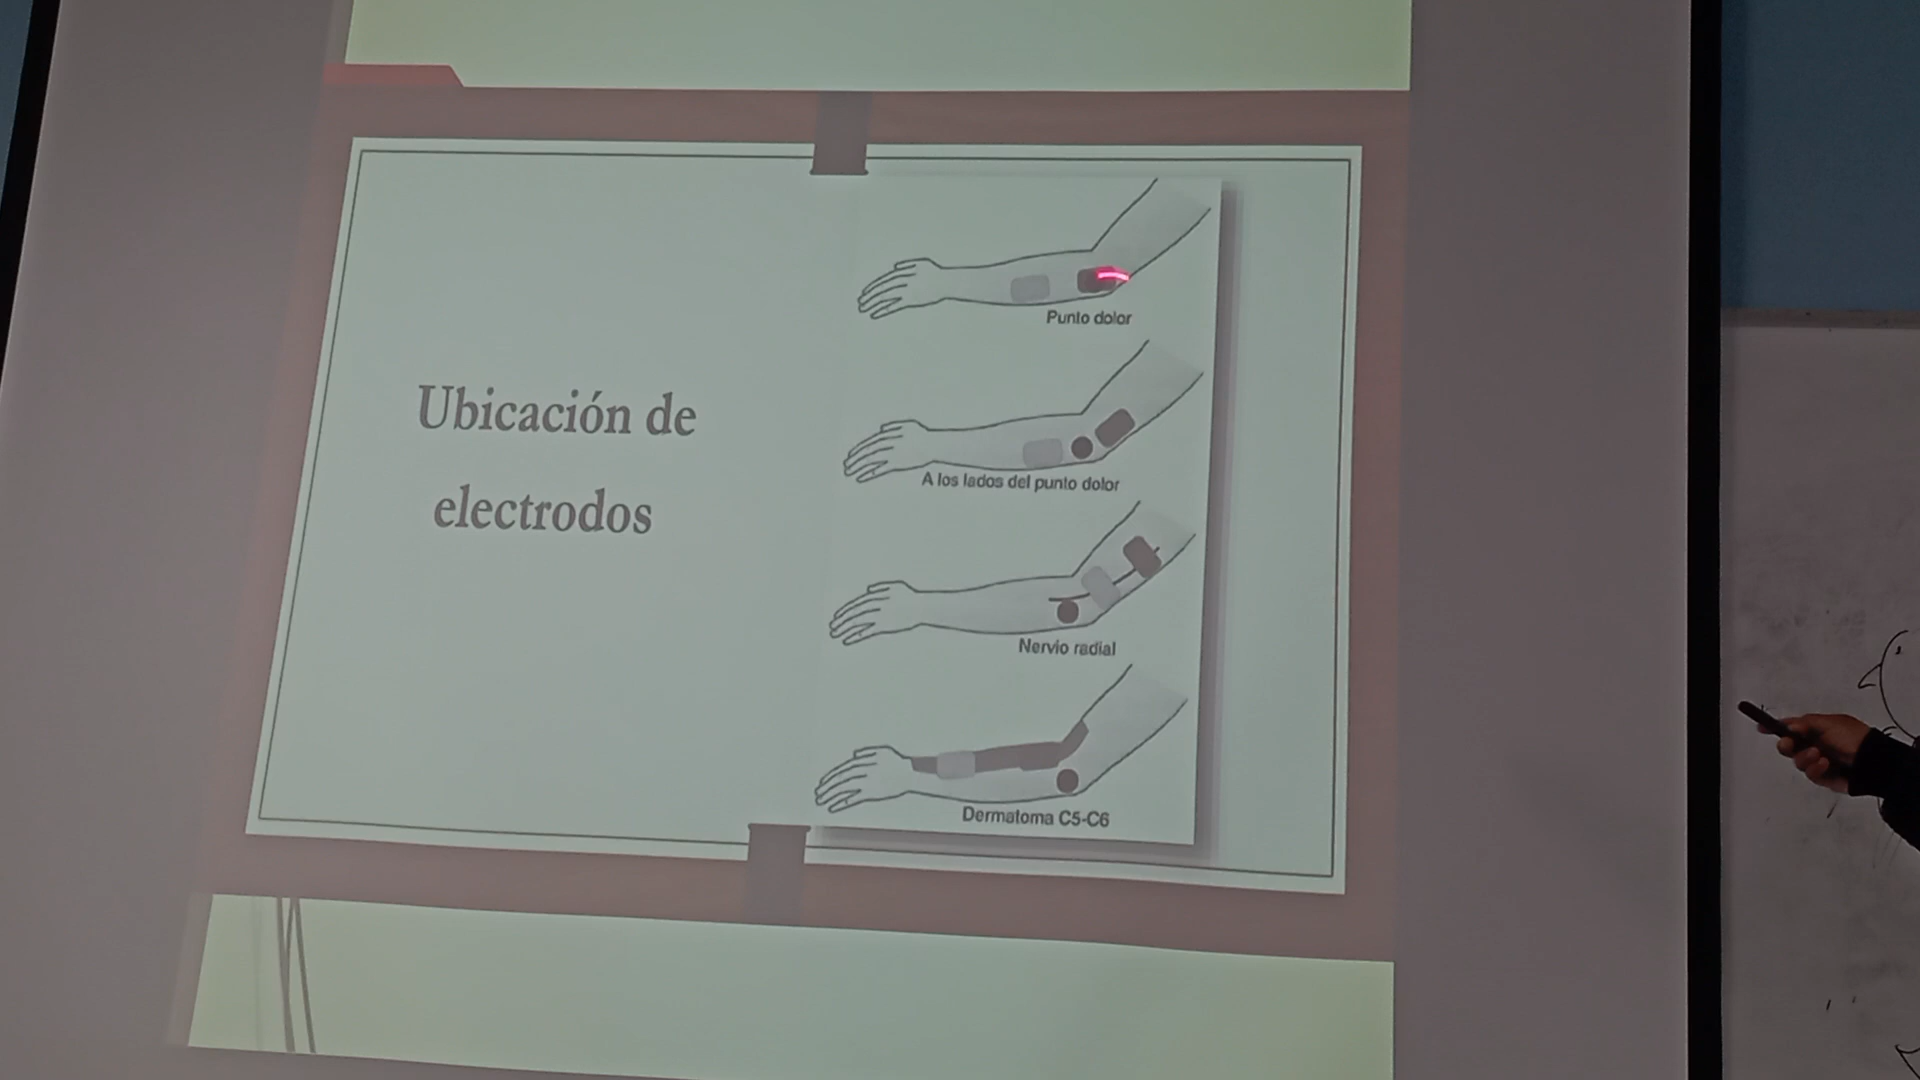 Ubicación de
electrodos
Punto dolor
A los lados del punto dolor
Nervio radial
Dermatoma C5-C6